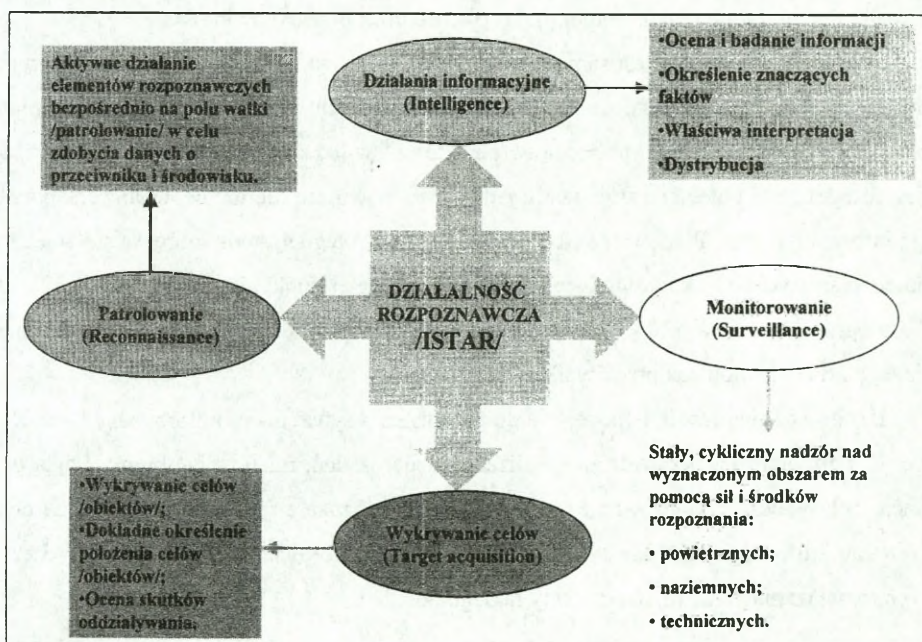 Aktywne działanie
elementów rozpoznawczych
bezpośrednio na polu walki
/patrolowanie/ w celu
zdobycia danych o
przeciwniku i środowisku.
Działania informacyjne
(Intelligence)
•Ocena i badanie informacji
•Określenie znaczących
faktów
•Właściwa interpretacja
•Dystrybucja
Patrolowanie
(Reconnaissance)
DZIAŁALNOŚĆ
ROZPOZNAWCZA
/ISTAR/
Monitorowanie
(Surveillance)
•Wykrywanie celów
/obiektów/;
•Dokładne określenie
położenia celów
/obiektów/;
•Ocena skutków
oddziaływania.
Wykrywanie celów
(Target acquisition)
Stały, cykliczny nadzór nad
wyznaczonym obszarem za
pomocą sił i środków
rozpoznania:
• powietrznych;
• naziemnych;
• technicznych.